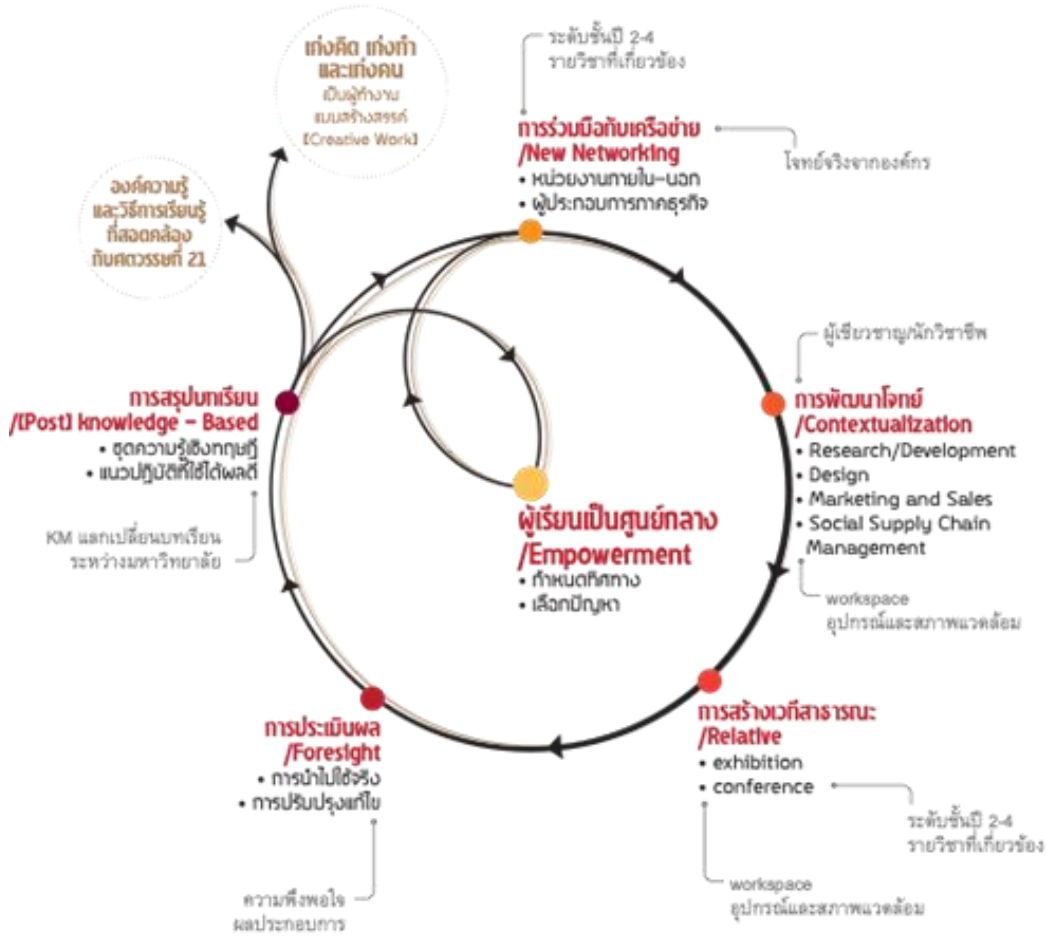 เก่งคิด เก่งทำ
และเก่งคน
เป็นผู้ทำงาน
แบบสร้างสรรค์
[Creative Work]
องค์ความรู้
และวิธีการเรียนรู้
ที่สอดคล้อง
กับศตวรรษที่ 21
ระดับชั้นปี 2-4
รายวิชาที่เกี่ยวข้อง
การร่วมมือกับเครือข่าย
/New Networking
• หน่วยงานภายใน-นอก
• ผู้ประกอบการภาคธุรกิจ
โจทย์จริงจากองค์กร
ผู้เชี่ยวชาญ/นักวิชาชีพ
การพัฒนาโจทย์
/Contextualization
• Research/Development
• Design
• Marketing and Sales
• Social Supply Chain
Management
workspace
อุปกรณ์และสภาพแวดล้อม
การสรุปบทเรียน
/[Post] knowledge - Based
• ชุดความรู้เชิงทฤษฎี
• แนวปฏิบัติที่ใช้ได้ผลดี
KM แลกเปลี่ยนบทเรียน
ระหว่างมหาวิทยาลัย
ผู้เรียนเป็นศูนย์กลาง
/Empowerment
• กำหนดทิศทาง
• เลือกปัญหา
การสร้างเวทีสาธารณะ
/Relative
• exhibition
• conference
ระดับชั้นปี 2-4
รายวิชาที่เกี่ยวข้อง
workspace
อุปกรณ์และสภาพแวดล้อม
การประเมินผล
/Foresight
• การนำไปใช้จริง
• การปรับปรุงแก้ไข
ความพึงพอใจ
ผลประกอบการ